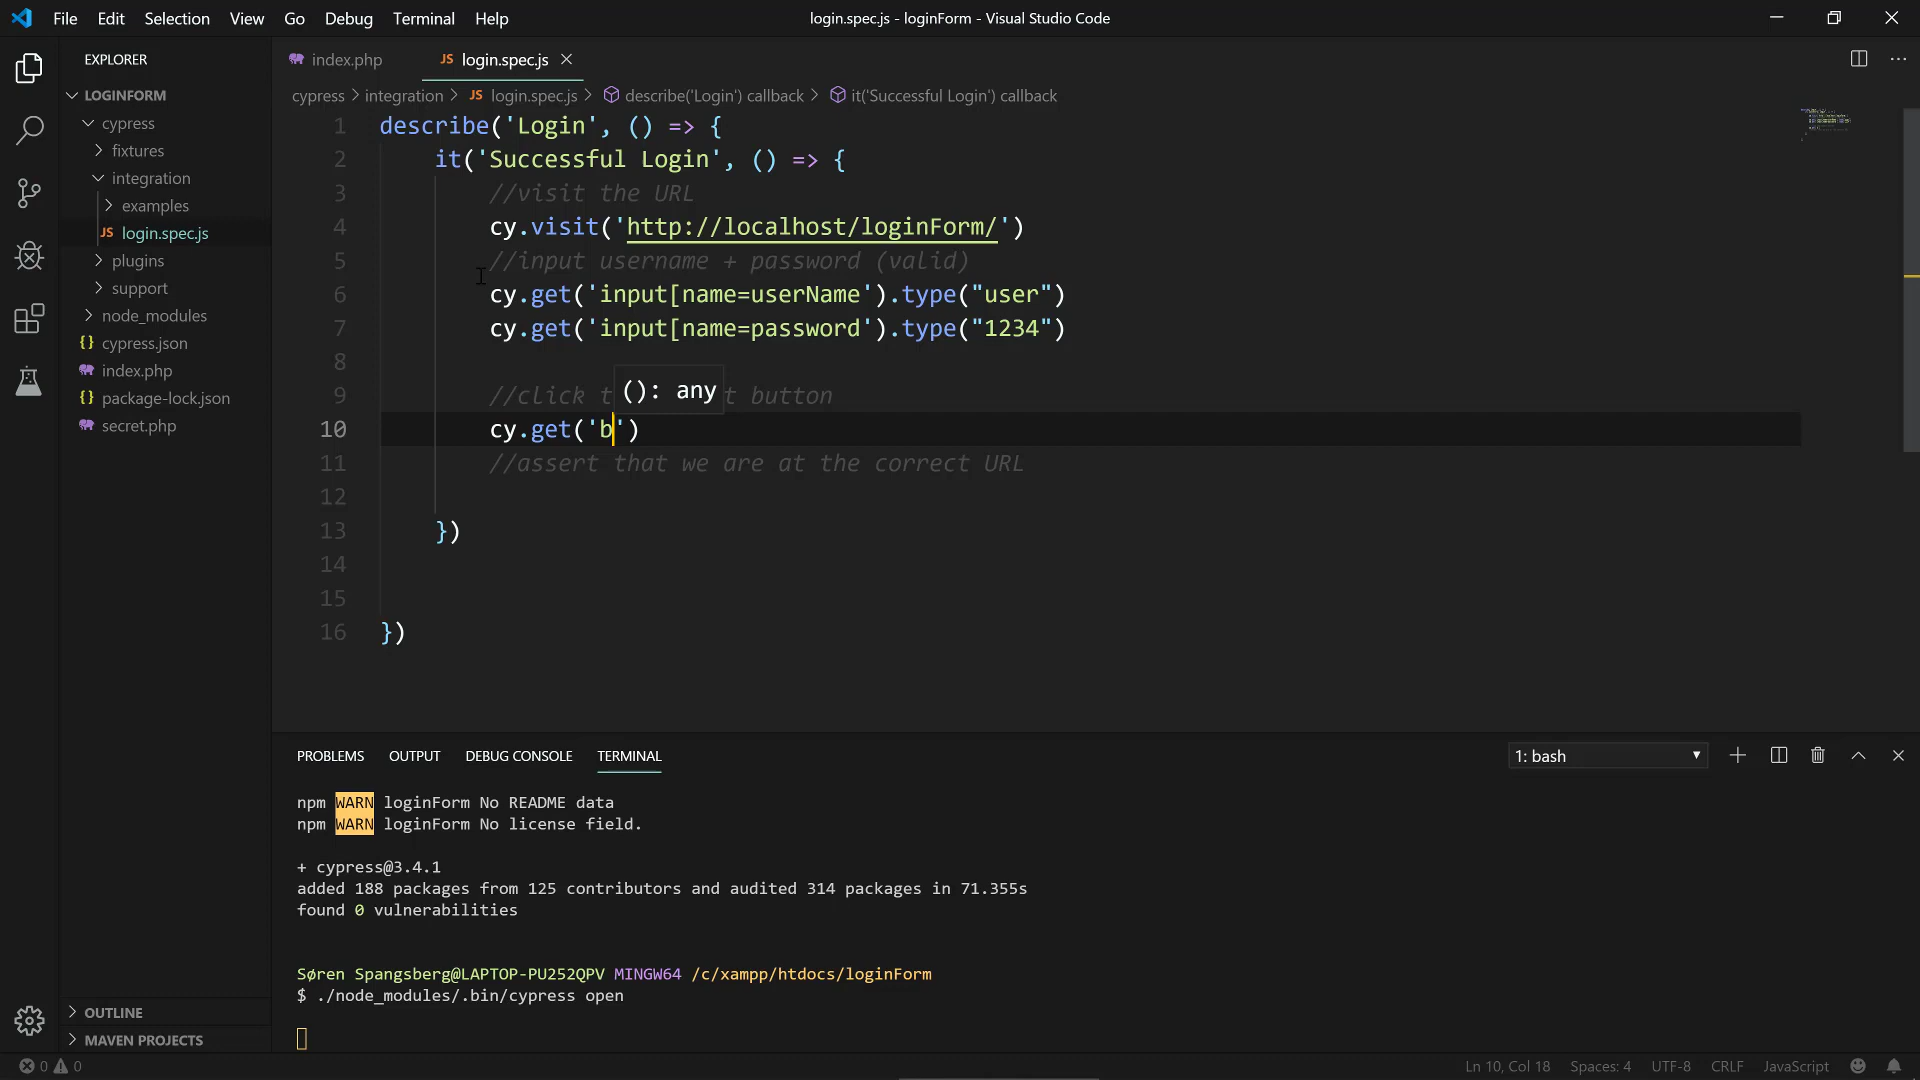 File Edit Selection View Go Debug Terminal Help
login.spec.js - loginForm - Visual Studio Code
EXPLORER
LOGINFORM
cypress
fixtures
integration
examples
JS login.spec.js
plugins
support
node_modules
{} cypress.json
index.php
{} package-lock.json
secret.php
OUTLINE
MAVEN PROJECTS
index.php
JS login.spec.js
cypress > integration > JS login.spec.js > describe('Login') callback > it('Successful Login') callback
1 describe('Login', () => {
2 it('Successful Login', () => {
3 //visit the URL
4 cy.visit('http://localhost/loginForm/')
5 //input username + password (valid)
6 cy.get('input[name=userName').type("user")
7 cy.get('input[name=password').type("1234")
8
(): any
9 //click t t button
10 cy.get('b')
11 //assert that we are at the correct URL
12
13 })
14
15
16 })
PROBLEMS OUTPUT DEBUG CONSOLE TERMINAL
1: bash
npm WARN loginForm No README data
npm WARN loginForm No license field.
+ cypress@3.4.1
added 188 packages from 125 contributors and audited 314 packages in 71.355s
found 0 vulnerabilities
Søren Spangsberg@LAPTOP-PU252QPV MINGW64 /c/xampp/htdocs/loginForm
$ ./node_modules/.bin/cypress open
0 0
Ln 10, Col 18 Spaces: 4 UTF-8 CRLF JavaScript